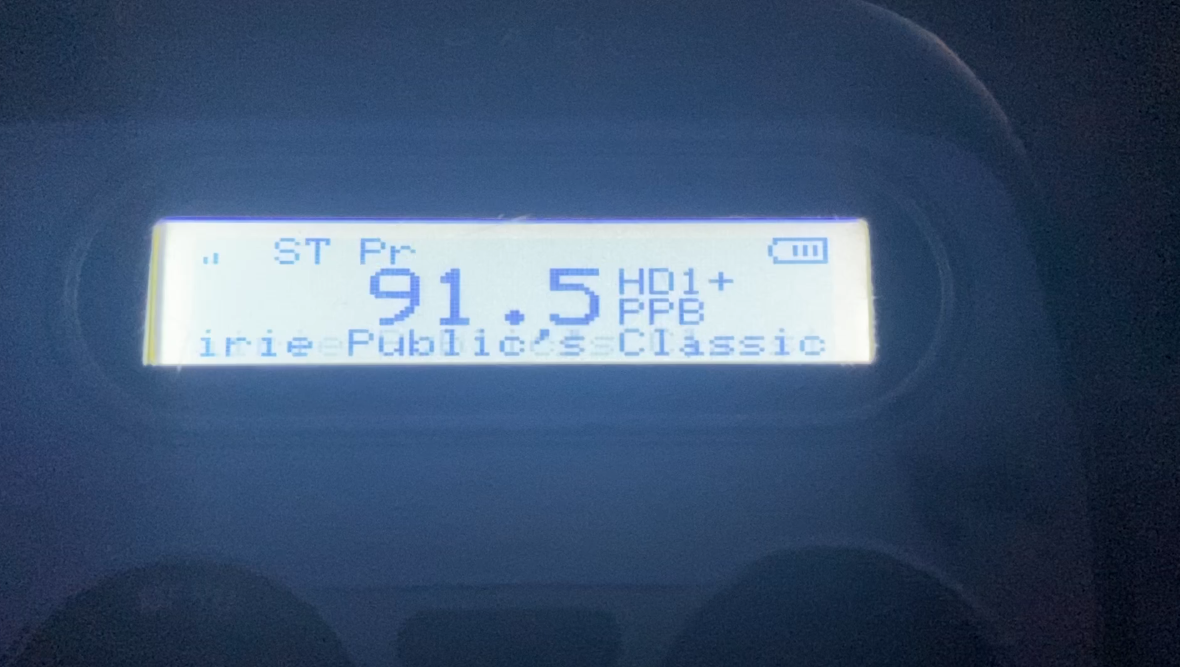 ST Pr
91.5 HD1+
PPB
irie Public's Classic